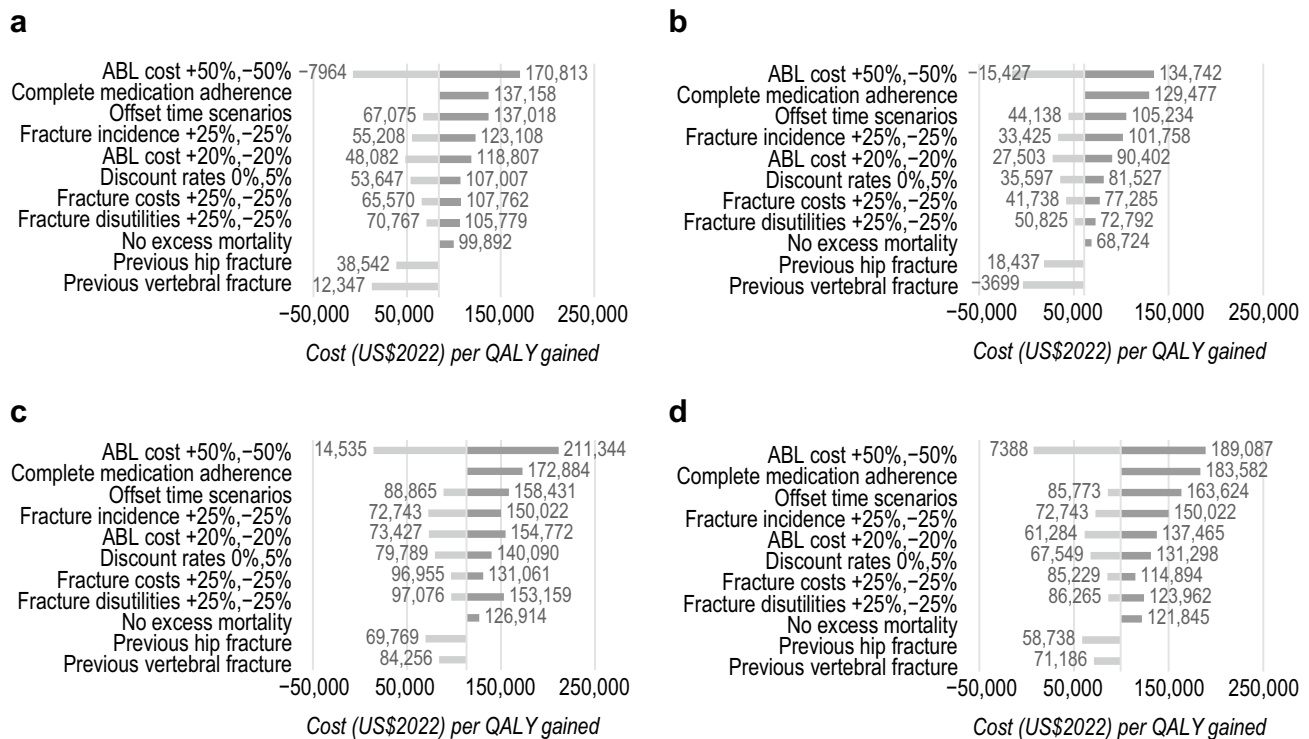 a
ABL cost +50%,−50% −7964 170,813
Complete medication adherence 137,158
Offset time scenarios 67,075 137,018
Fracture incidence +25%,−25% 55,208 123,108
ABL cost +20%,−20% 48,082 118,807
Discount rates 0%,5% 53,647 107,007
Fracture costs +25%,−25% 65,570 107,762
Fracture disutilities +25%,−25% 70,767 105,779
No excess mortality 99,892
Previous hip fracture 38,542
Previous vertebral fracture 12,347
−50,000 50,000 150,000 250,000
Cost (US$2022) per QALY gained
b
ABL cost +50%,−50% −15,427 134,742
Complete medication adherence 129,477
Offset time scenarios 44,138 105,234
Fracture incidence +25%,−25% 33,425 101,758
ABL cost +20%,−20% 27,503 90,402
Discount rates 0%,5% 35,597 81,527
Fracture costs +25%,−25% 41,738 77,285
Fracture disutilities +25%,−25% 50,825 72,792
No excess mortality 68,724
Previous hip fracture 18,437
Previous vertebral fracture −3699
−50,000 50,000 150,000 250,000
Cost (US$2022) per QALY gained
c
ABL cost +50%,−50% 14,535 211,344
Complete medication adherence 172,884
Offset time scenarios 88,865 158,431
Fracture incidence +25%,−25% 72,743 150,022
ABL cost +20%,−20% 73,427 154,772
Discount rates 0%,5% 79,789 140,090
Fracture costs +25%,−25% 96,955 131,061
Fracture disutilities +25%,−25% 97,076 153,159
No excess mortality 126,914
Previous hip fracture 69,769
Previous vertebral fracture 84,256
−50,000 50,000 150,000 250,000
Cost (US$2022) per QALY gained
d
ABL cost +50%,−50% 7388 189,087
Complete medication adherence 183,582
Offset time scenarios 85,773 163,624
Fracture incidence +25%,−25% 72,743 150,022
ABL cost +20%,−20% 61,284 137,465
Discount rates 0%,5% 67,549 131,298
Fracture costs +25%,−25% 85,229 114,894
Fracture disutilities +25%,−25% 86,265 123,962
No excess mortality 121,845
Previous hip fracture 58,738
Previous vertebral fracture 71,186
−50,000 50,000 150,000 250,000
Cost (US$2022) per QALY gained